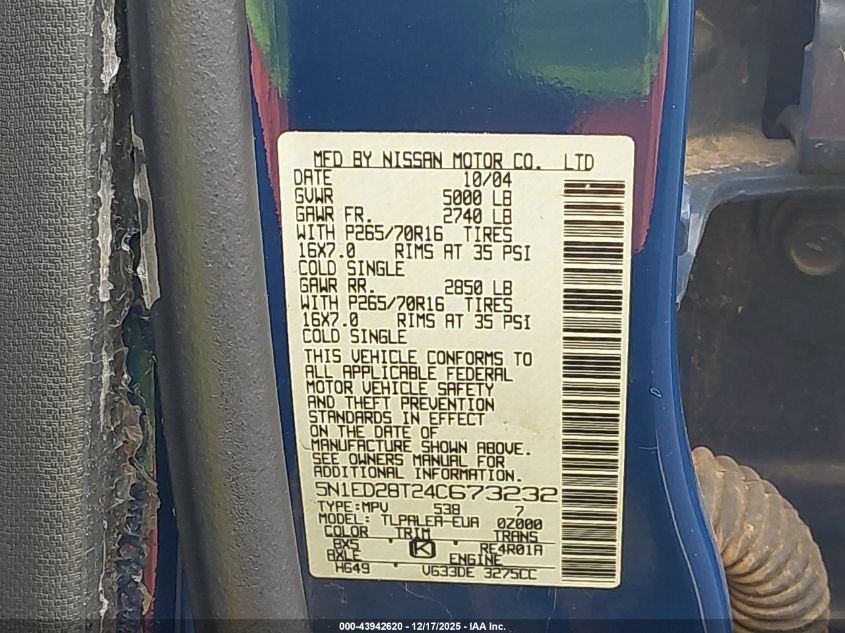 MFD BY NISSAN MOTOR CO. LTD
DATE 10/04
GVWR 5000 LB
GAWR FR. 2740 LB
WITH P265/70R16 TIRES
16X7.0 RIMS AT 35 PSI
COLD SINGLE
GAWR RR. 2850 LB
WITH P265/70R16 TIRES
16X7.0 RIMS AT 35 PSI
COLD SINGLE
THIS VEHICLE CONFORMS TO
ALL APPLICABLE FEDERAL
MOTOR VEHICLE SAFETY
AND THEFT PREVENTION
STANDARDS IN EFFECT
ON THE DATE OF
MANUFACTURE SHOWN ABOVE.
SEE OWNERS MANUAL FOR
ADDITIONAL INFORMATION.
5N1ED28T24C673232
TYPE:MPV 538 7
MODEL: TLPALEA-EUA 0Z000
COLOR TRIM TRANS
BX5 K RE4R01A
AXLE ENGINE
HG49 VG33DE 3275CC
000-43942620 - 12/17/2025 - IAA Inc.